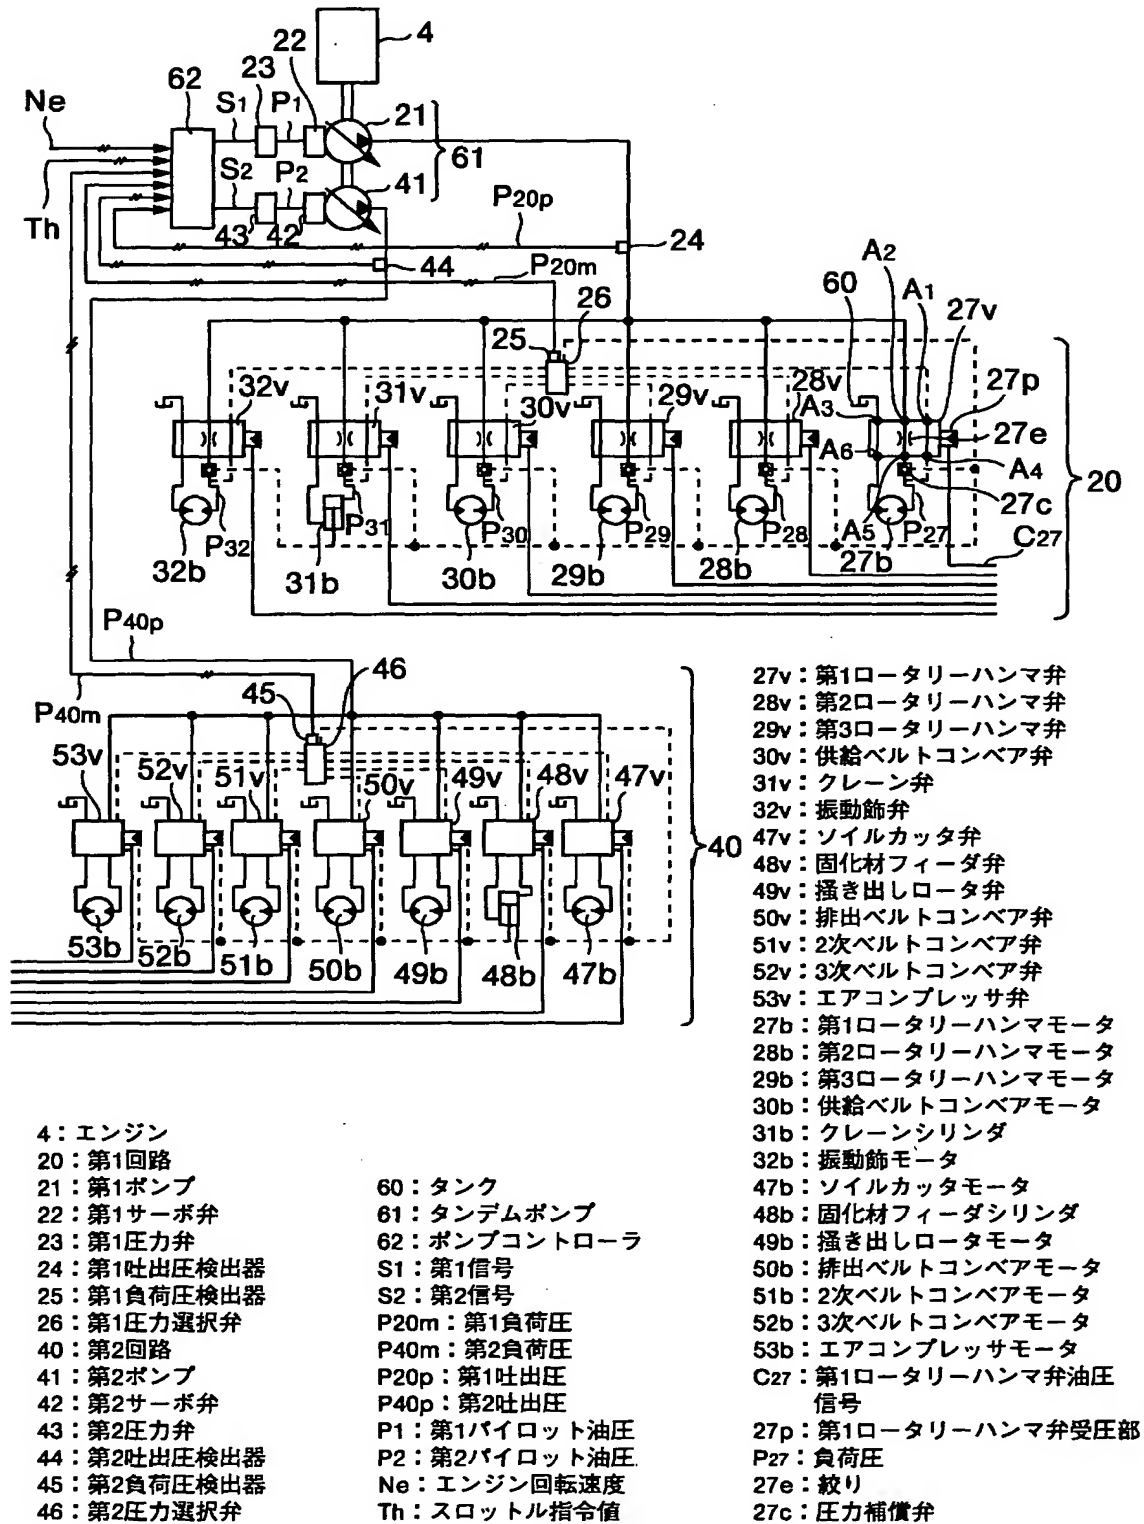 4
22
23
62
Ne
S1
P1
21
61
S2
P2
41
Th
43
42
P20p
24
44
P20m
A2
60
A1
27v
26
25
32v
31v
30v
29v
28v
A3
27p
27e
A6
A4
27c
20
P32
P31
P30
P29
P28
A5
P27
C27
32b
31b
30b
29b
28b
27b
P40p
46
45
40
P40m
53v
52v
51v
50v
49v
48v
47v
53b
52b
51b
50b
49b
48b
47b
27v:第1ロータリーハンマ弁
28v:第2ロータリーハンマ弁
29v:第3ロータリーハンマ弁
30v:供給ベルトコンベア弁
31v:クレーン弁
32v:振動篩弁
47v:ソイルカッタ弁
48v:固化材フィーダ弁
49v:掻き出しロータ弁
50v:排出ベルトコンベア弁
51v:2次ベルトコンベア弁
52v:3次ベルトコンベア弁
53v:エアコンプレッサ弁
27b:第1ロータリーハンマモータ
28b:第2ロータリーハンマモータ
29b:第3ロータリーハンマモータ
30b:供給ベルトコンベアモータ
31b:クレーンシリンダ
32b:振動篩モータ
47b:ソイルカッタモータ
48b:固化材フィーダシリンダ
49b:掻き出しロータモータ
50b:排出ベルトコンベアモータ
51b:2次ベルトコンベアモータ
52b:3次ベルトコンベアモータ
53b:エアコンプレッサモータ
C27:第1ロータリーハンマ弁油圧
信号
27p:第1ロータリーハンマ弁受圧部
P27:負荷圧
27e:絞り
27c:圧力補償弁
4:エンジン
20:第1回路
21:第1ポンプ
22:第1サーボ弁
23:第1圧力弁
24:第1吐出圧検出器
25:第1負荷圧検出器
26:第1圧力選択弁
40:第2回路
41:第2ポンプ
42:第2サーボ弁
43:第2圧力弁
44:第2吐出圧検出器
45:第2負荷圧検出器
46:第2圧力選択弁
60:タンク
61:タンデムポンプ
62:ポンプコントローラ
S1:第1信号
S2:第2信号
P20m:第1負荷圧
P40m:第2負荷圧
P20p:第1吐出圧
P40p:第2吐出圧
P1:第1パイロット油圧
P2:第2パイロット油圧
Ne:エンジン回転速度
Th:スロットル指令値